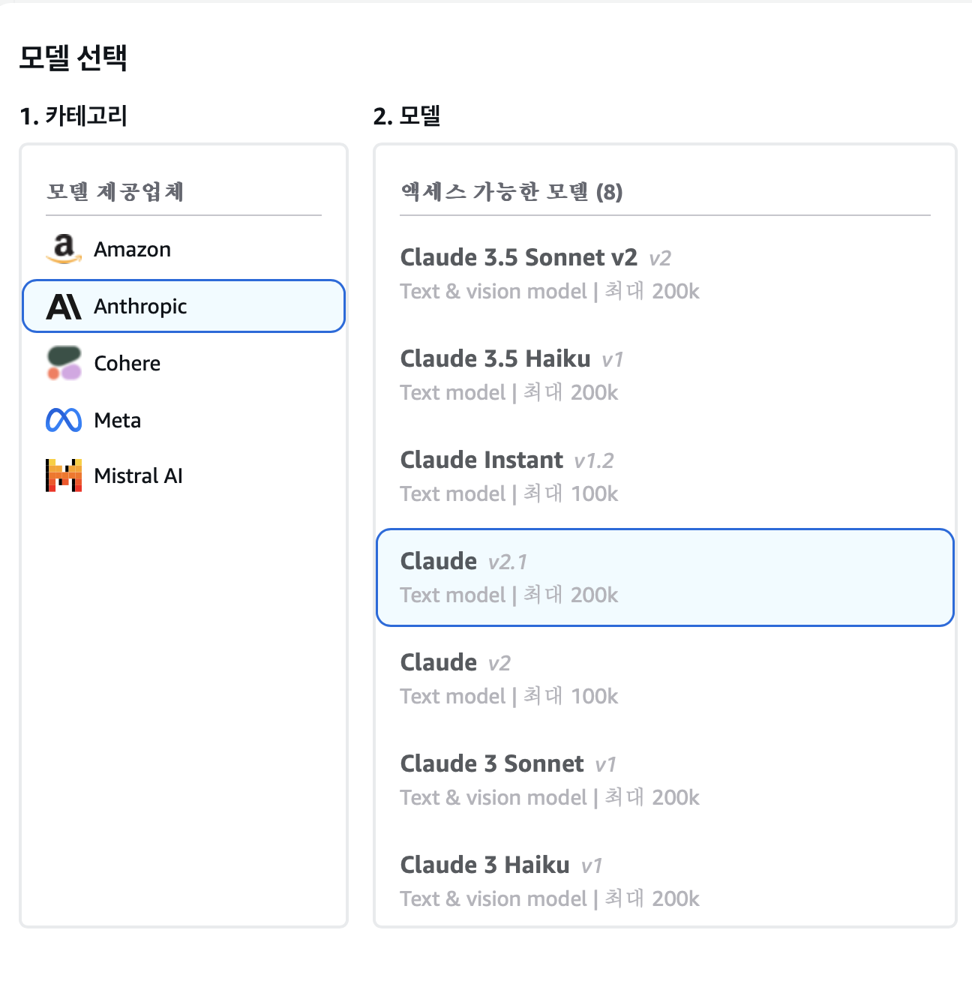 모델 선택
1. 카테고리
모델 제공업체
Amazon
Anthropic
Cohere
Meta
Mistral AI
2. 모델
액세스 가능한 모델 (8)
Claude 3.5 Sonnet v2 v2
Text & vision model | 최대 200k
Claude 3.5 Haiku v1
Text model | 최대 200k
Claude Instant v1.2
Text model | 최대 100k
Claude v2.1
Text model | 최대 200k
Claude v2
Text model | 최대 100k
Claude 3 Sonnet v1
Text & vision model | 최대 200k
Claude 3 Haiku v1
Text & vision model | 최대 200k